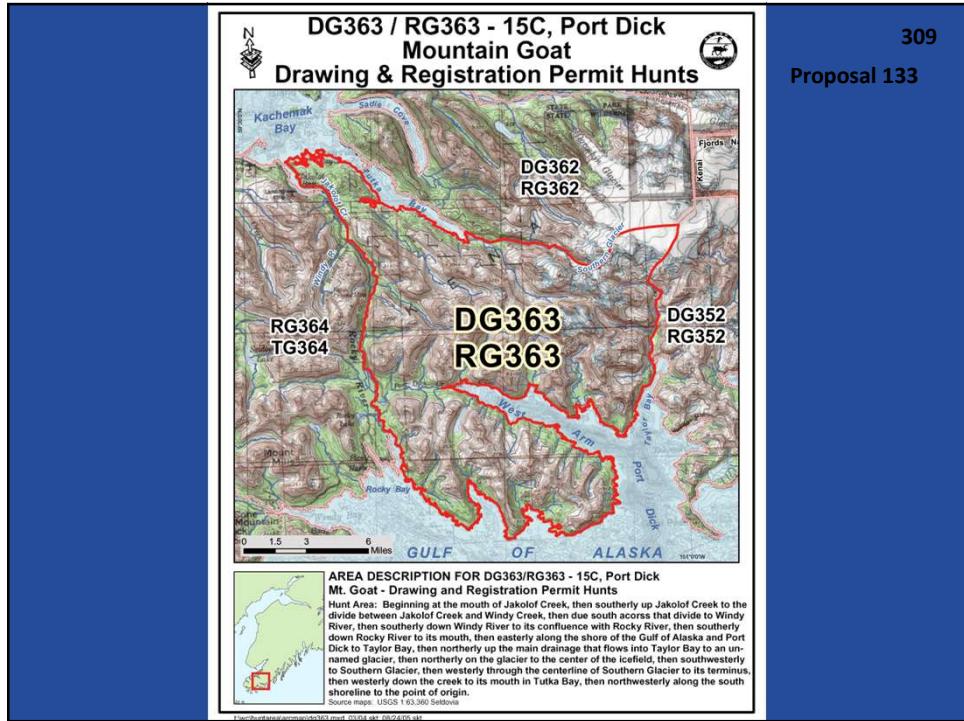 DG363 / RG363 - 15C, Port Dick
Mountain Goat
Drawing & Registration Permit Hunts
309
Proposal 133
N
Kachemak
Bay
Sadie Cove
Tutka
Bay
DG362
RG362
Fjords Na
Kenai
Jakolof Cr.
Southern Glacier
Windy R.
RG364
TG364
Rocky
River
DG363
RG363
DG352
RG352
West
Arm
Taylor Bay
Port
Dick
Rocky Bay
Windy Bay
0 1.5 3 6
Miles
GULF OF ALASKA
AREA DESCRIPTION FOR DG363/RG363 - 15C, Port Dick
Mt. Goat - Drawing and Registration Permit Hunts
Hunt Area: Beginning at the mouth of Jakolof Creek, then southerly up Jakolof Creek to the
divide between Jakolof Creek and Windy Creek, then due south acorss that divide to Windy
River, then southerly down Windy River to its confluence with Rocky River, then southerly
down Rocky River to its mouth, then easterly along the shore of the Gulf of Alaska and Port
Dick to Taylor Bay, then northerly up the main drainage that flows into Taylor Bay to an un-
named glacier, then northerly on the glacier to the center of the icefield, then southwesterly
to Southern Glacier, then westerly through the centerline of Southern Glacier to its terminus,
then westerly down the creek to its mouth in Tutka Bay, then northwesterly along the south
shoreline to the point of origin.
Source maps: USGS 1:63,360 Seldovia